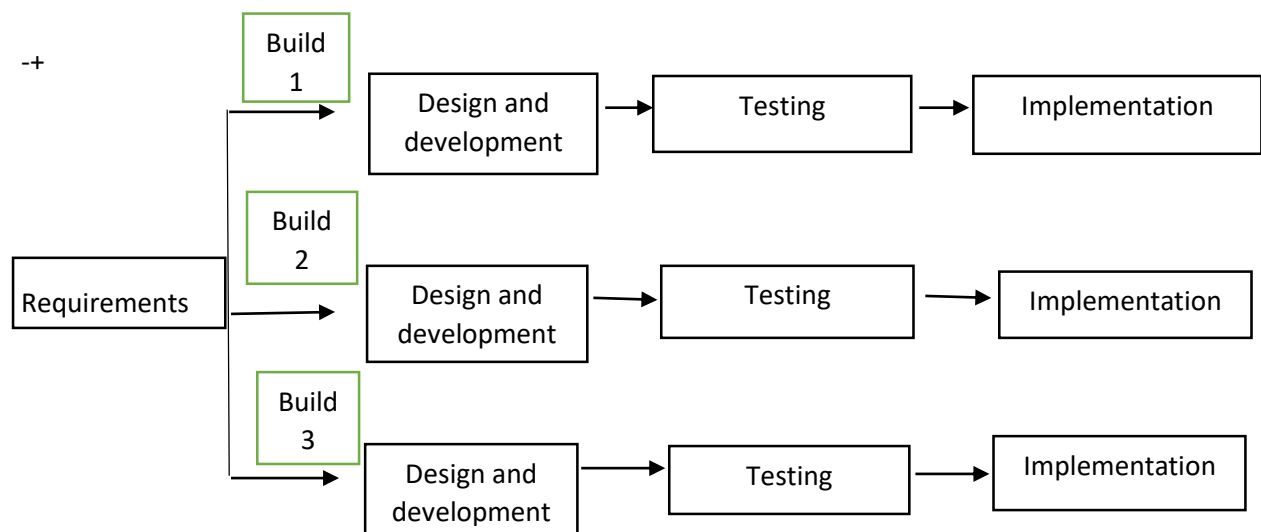 -+
Build
1
Design and
development
Testing
Implementation
Build
2
Requirements
Design and
development
Testing
Implementation
Build
3
Design and
development
Testing
Implementation